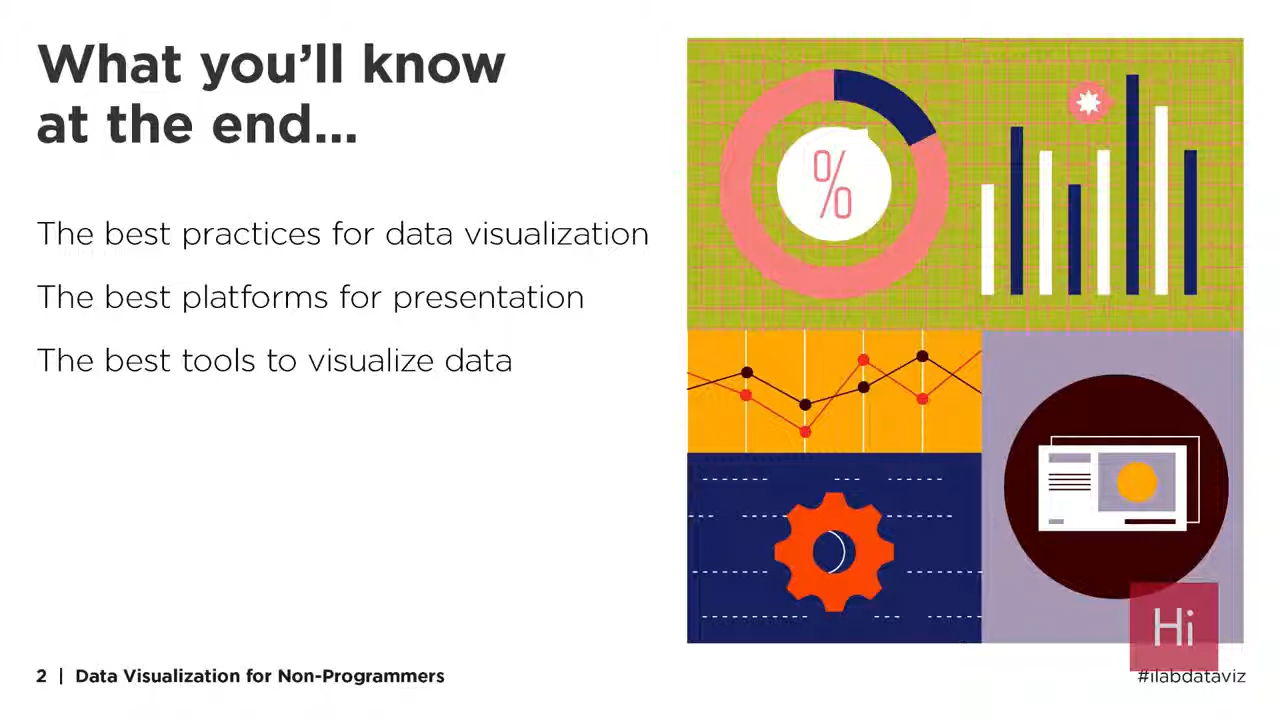 What you’ll know
at the end...
The best practices for data visualization
The best platforms for presentation
The best tools to visualize data
%
Hi
2 | Data Visualization for Non-Programmers
#ilabdataviz